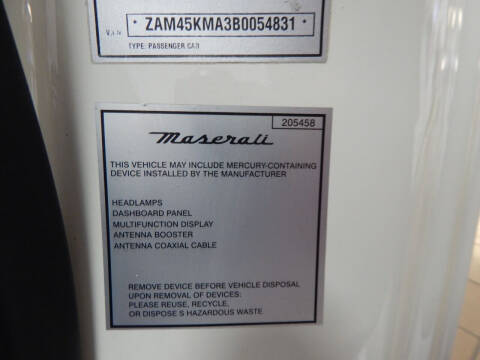 V.I.N • ZAM45KMA3B0054831 •
TYPE: PASSENGER CAR
205458
Maserati
THIS VEHICLE MAY INCLUDE MERCURY-CONTAINING
DEVICE INSTALLED BY THE MANUFACTURER
HEADLAMPS
DASHBOARD PANEL
MULTIFUNCTION DISPLAY
ANTENNA BOOSTER
ANTENNA COAXIAL CABLE
REMOVE DEVICE BEFORE VEHICLE DISPOSAL
UPON REMOVAL OF DEVICES:
PLEASE REUSE, RECYCLE,
OR DISPOSE S HAZARDOUS WASTE